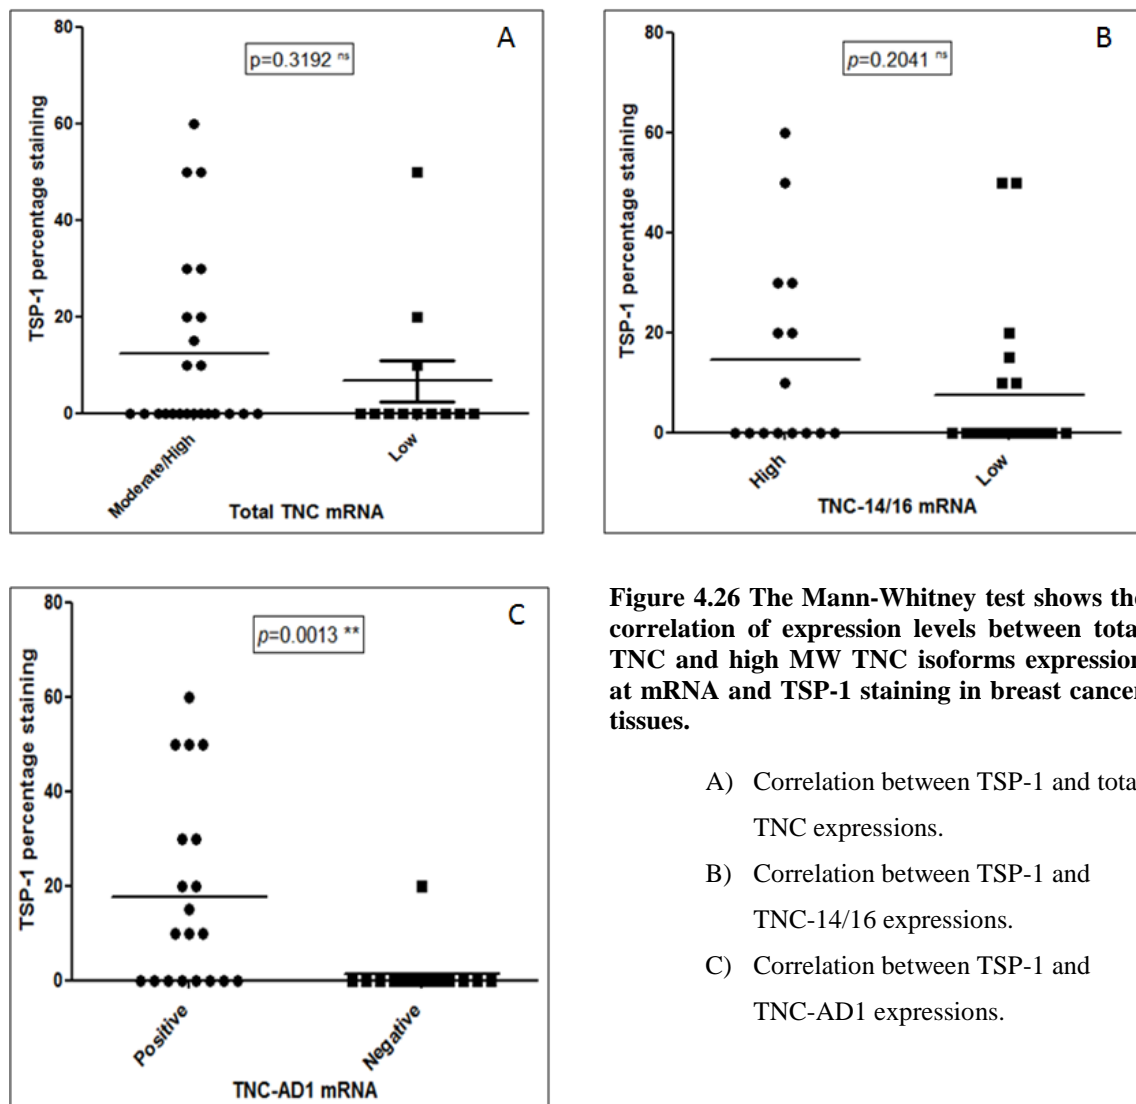 A
p=0.3192 ns
TSP-1 percentage staining
80
60
40
20
0
Moderate/High
Low
Total TNC mRNA
B
p=0.2041 ns
TSP-1 percentage staining
80
60
40
20
0
High
Low
TNC-14/16 mRNA
C
p=0.0013 **
TSP-1 percentage staining
80
60
40
20
0
Positive
Negative
TNC-AD1 mRNA
Figure 4.26 The Mann-Whitney test shows the
correlation of expression levels between tota
TNC and high MW TNC isoforms expression
at mRNA and TSP-1 staining in breast cancer
tissues.
A) Correlation between TSP-1 and tota
TNC expressions.
B) Correlation between TSP-1 and
TNC-14/16 expressions.
C) Correlation between TSP-1 and
TNC-AD1 expressions.